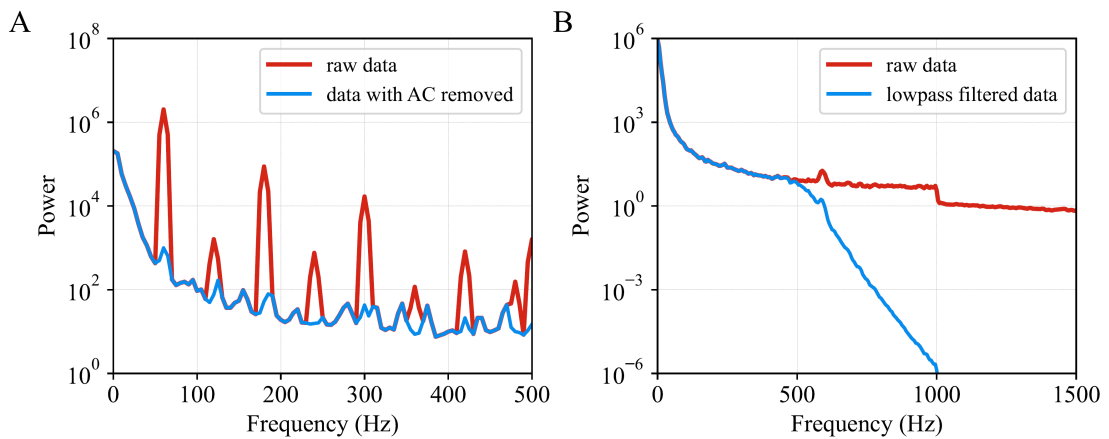 A
10^8
10^6
10^4
10^2
10^0
Power
0 100 200 300 400 500
Frequency (Hz)
raw data
data with AC removed
B
10^6
10^3
10^0
10^−3
10^−6
Power
0 500 1000 1500
Frequency (Hz)
raw data
lowpass filtered data